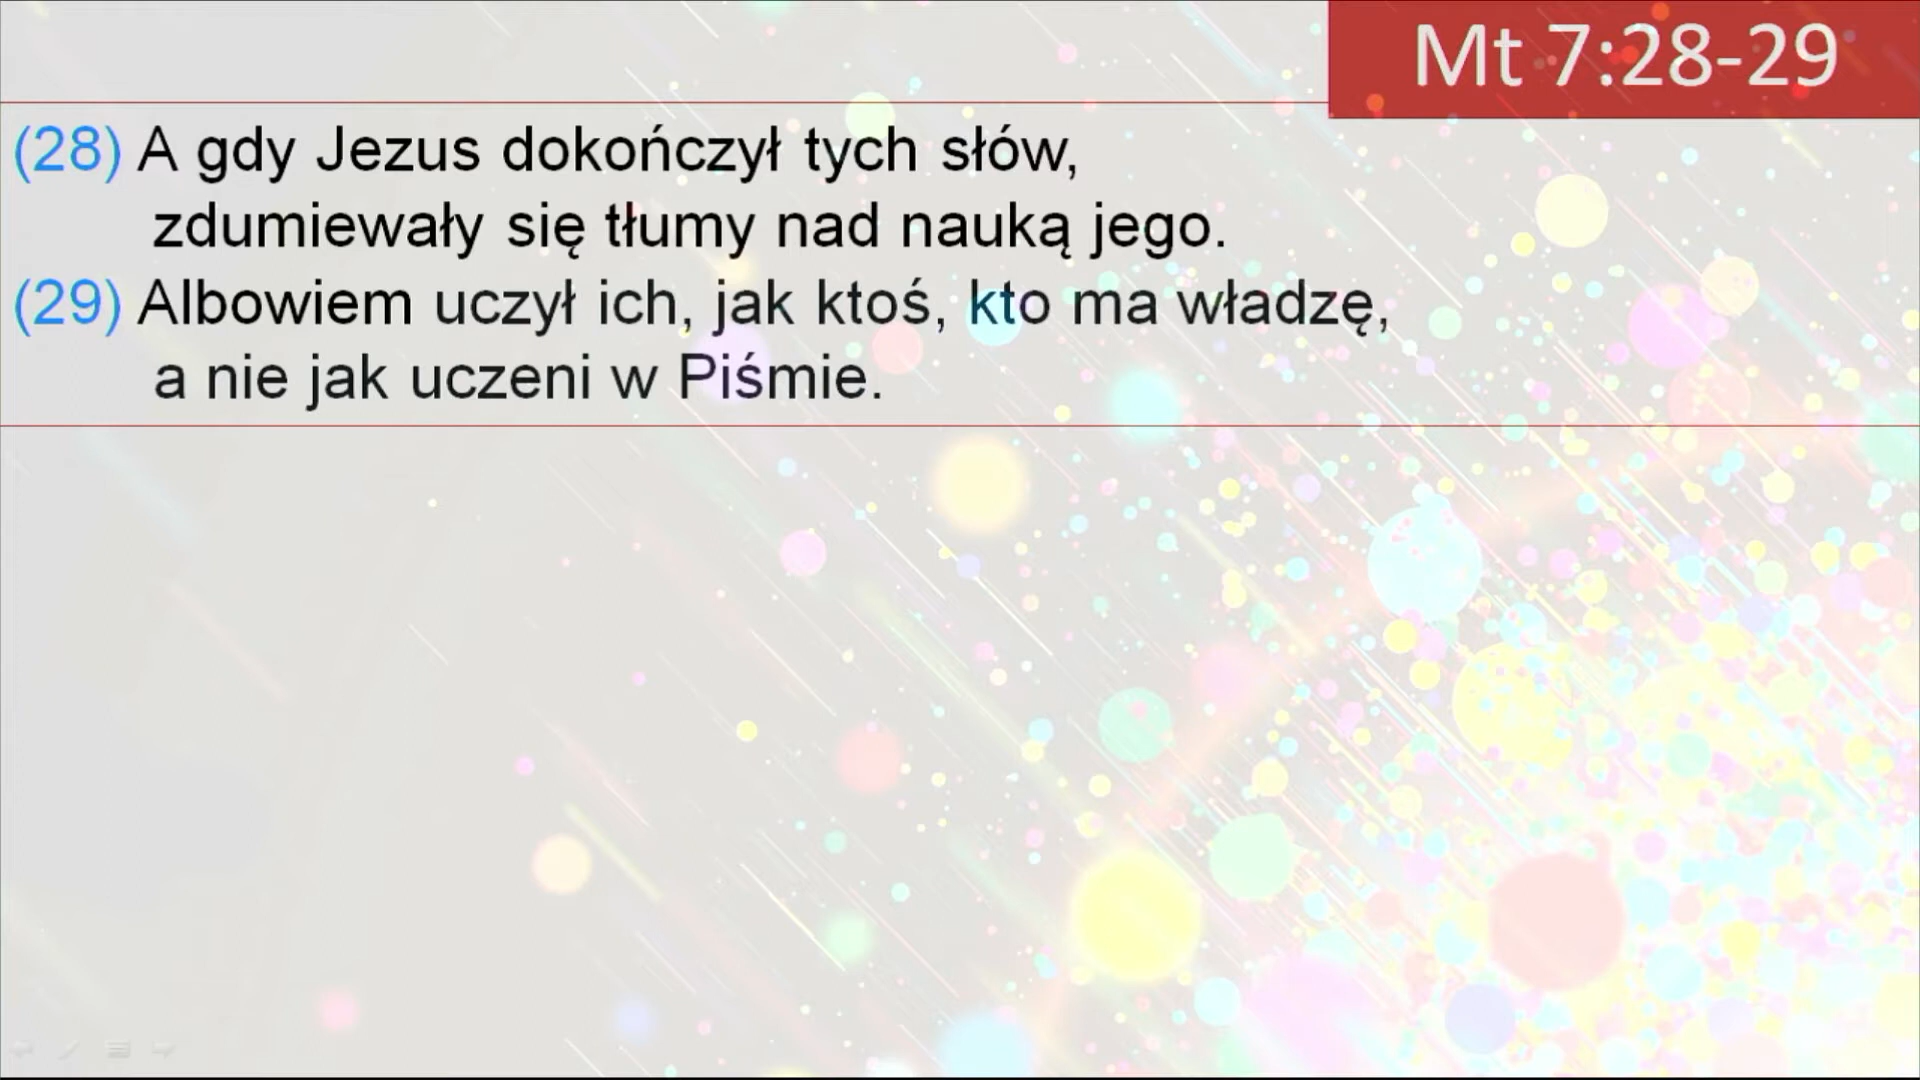 Mt 7:28-29
(28) A gdy Jezus dokończył tych słów,
zdumiewały się tłumy nad nauką jego.
(29) Albowiem uczył ich, jak ktoś, kto ma władzę,
a nie jak uczeni w Piśmie.